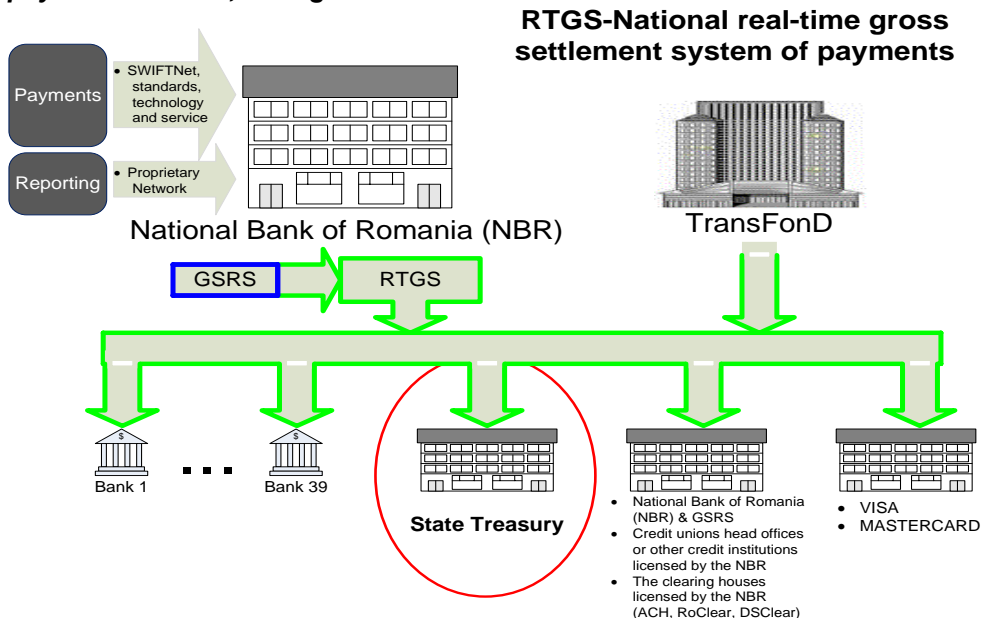 RTGS-National real-time gross
settlement system of payments
Payments
• SWIFTNet,
standards,
technology
and service
Reporting
• Proprietary
Network
National Bank of Romania (NBR)
TransFonD
GSRS
RTGS
$
Bank 1
...
$
Bank 39
State Treasury
• National Bank of Romania
(NBR) & GSRS
• Credit unions head offices
or other credit institutions
licensed by the NBR
• The clearing houses
licensed by the NBR
(ACH, RoClear, DSClear)
• VISA
• MASTERCARD